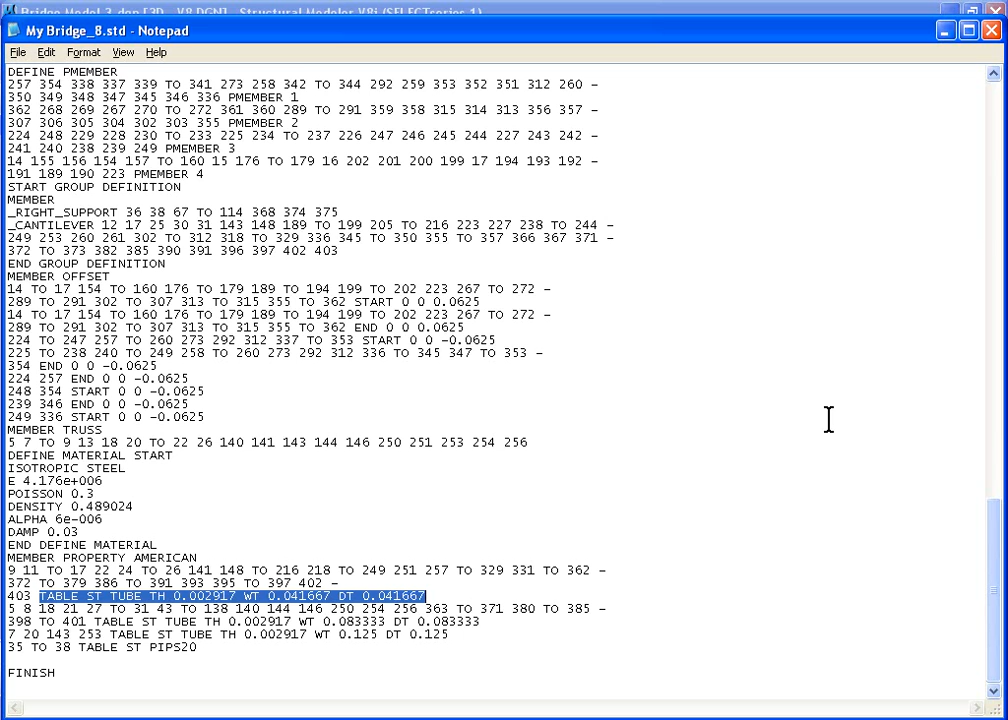 Bridge Model 3.dgn [3D - V8 DGN] - Structural Modeler V8i (SELECTseries 1)
My Bridge_8.std - Notepad
File Edit Format View Help
DEFINE PMEMBER
257 354 338 337 339 TO 341 273 258 342 TO 344 292 259 353 352 351 312 260 -
350 349 348 347 345 346 336 PMEMBER 1
362 268 269 267 270 TO 272 361 360 289 TO 291 359 358 315 314 313 356 357 -
307 306 305 304 302 303 355 PMEMBER 2
224 248 229 228 230 TO 233 225 234 TO 237 226 247 246 245 244 227 243 242 -
241 240 238 239 249 PMEMBER 3
14 155 156 154 157 TO 160 15 176 TO 179 16 202 201 200 199 17 194 193 192 -
191 189 190 223 PMEMBER 4
START GROUP DEFINITION
MEMBER
_RIGHT_SUPPORT 36 38 67 TO 114 368 374 375
_CANTILEVER 12 17 25 30 31 143 148 189 TO 199 205 TO 216 223 227 238 TO 244 -
249 253 260 261 302 TO 312 318 TO 329 336 345 TO 350 355 TO 357 366 367 371 -
372 TO 373 382 385 390 391 396 397 402 403
END GROUP DEFINITION
MEMBER OFFSET
14 TO 17 154 TO 160 176 TO 179 189 TO 194 199 TO 202 223 267 TO 272 -
289 TO 291 302 TO 307 313 TO 315 355 TO 362 START 0 0 0.0625
14 TO 17 154 TO 160 176 TO 179 189 TO 194 199 TO 202 223 267 TO 272 -
289 TO 291 302 TO 307 313 TO 315 355 TO 362 END 0 0 0.0625
224 TO 247 257 TO 260 273 292 312 337 TO 353 START 0 0 -0.0625
225 TO 238 240 TO 249 258 TO 260 273 292 312 336 TO 345 347 TO 353 -
354 END 0 0 -0.0625
224 257 END 0 0 -0.0625
248 354 START 0 0 -0.0625
239 346 END 0 0 -0.0625
249 336 START 0 0 -0.0625
MEMBER TRUSS
5 7 TO 9 13 18 20 TO 22 26 140 141 143 144 146 250 251 253 254 256
DEFINE MATERIAL START
ISOTROPIC STEEL
E 4.176e+006
POISSON 0.3
DENSITY 0.489024
ALPHA 6e-006
DAMP 0.03
END DEFINE MATERIAL
MEMBER PROPERTY AMERICAN
9 11 TO 17 22 24 TO 26 141 148 TO 216 218 TO 249 251 257 TO 329 331 TO 362 -
372 TO 379 386 TO 391 393 395 TO 397 402 -
403 TABLE ST TUBE TH 0.002917 WT 0.041667 DT 0.041667
5 8 18 21 27 TO 31 43 TO 138 140 144 146 250 254 256 363 TO 371 380 TO 385 -
398 TO 401 TABLE ST TUBE TH 0.002917 WT 0.083333 DT 0.083333
7 20 143 253 TABLE ST TUBE TH 0.002917 WT 0.125 DT 0.125
35 TO 38 TABLE ST PIPS20
FINISH